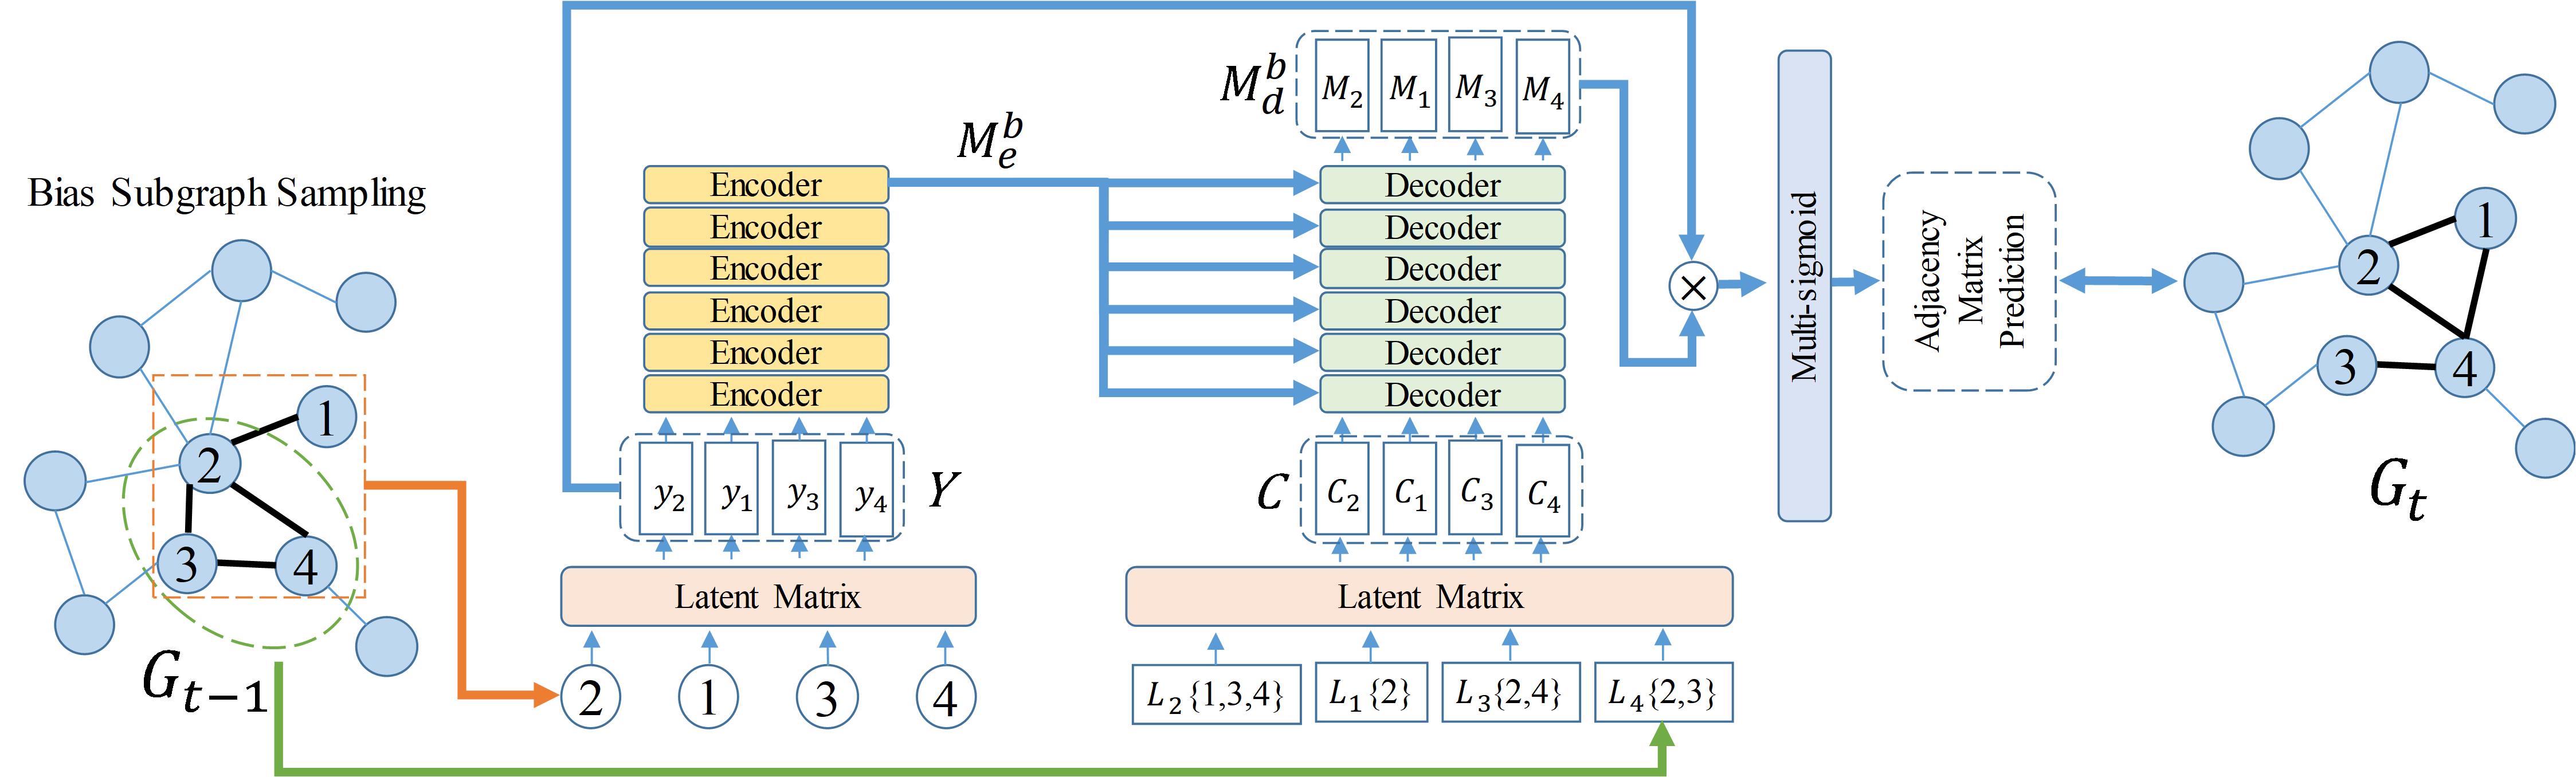 Bias Subgraph Sampling
1
2
3
4
G_{t-1}
Encoder
Encoder
Encoder
Encoder
Encoder
Encoder
M_e^b
y_2 y_1 y_3 y_4 Y
Latent Matrix
2 1 3 4
M_d^b M_2 M_1 M_3 M_4
Decoder
Decoder
Decoder
Decoder
Decoder
Decoder
C C_2 C_1 C_3 C_4
Latent Matrix
L_2{1,3,4} L_1{2} L_3{2,4} L_4{2,3}
×
Multi-sigmoid
Adjacency
Matrix
Prediction
1
2
3
4
G_t